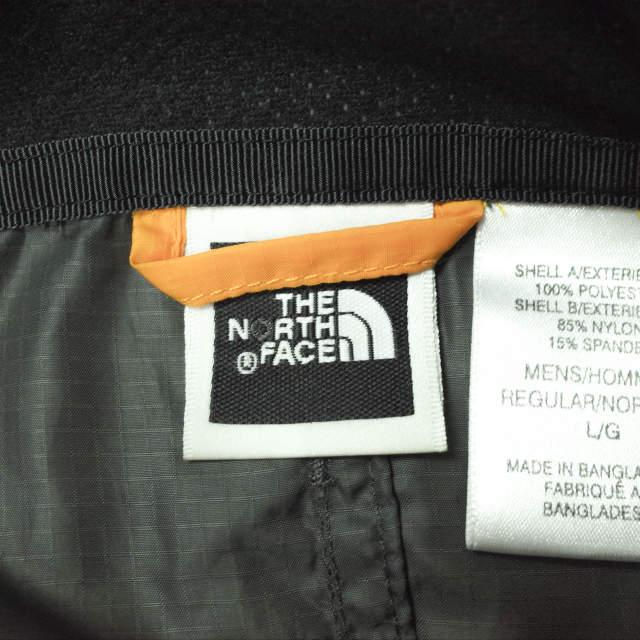 THE
NORTH
® FACE
SHELL A/EXTERIE
100% POLYEST
SHELL B/EXTERIE
85% NYLON
15% SPANDE
MENS/HOMM
REGULAR/NOR
L/G
MADE IN BANGLA
FABRIQUÉ A
BANGLADES